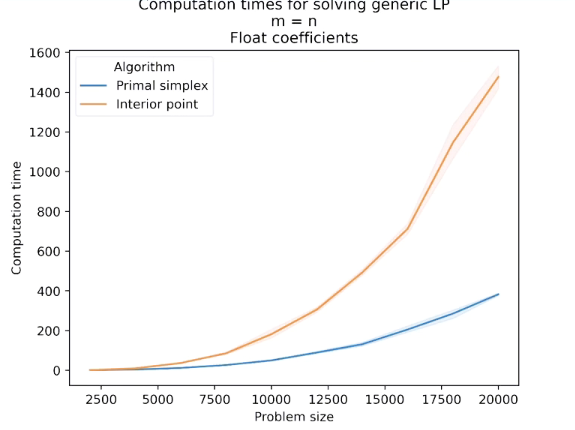 Computation times for solving generic LP
m = n
Float coefficients
1600
1400
1200
1000
800
600
400
200
0
Computation time
Algorithm
Primal simplex
Interior point
2500 5000 7500 10000 12500 15000 17500 20000
Problem size